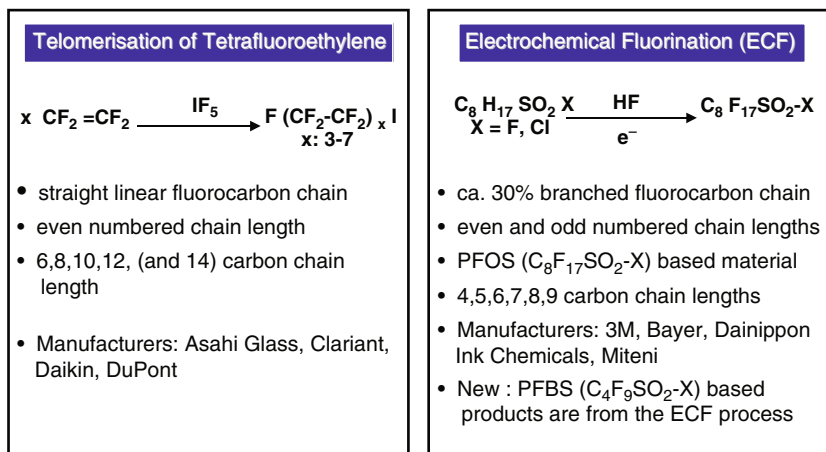 Telomerisation of Tetrafluoroethylene
x CF₂ =CF₂ IF₅ F (CF₂-CF₂) ₓ I
x: 3-7
• straight linear fluorocarbon chain
• even numbered chain length
• 6,8,10,12, (and 14) carbon chain
length
• Manufacturers: Asahi Glass, Clariant,
Daikin, DuPont
Electrochemical Fluorination (ECF)
C₈ H₁₇ SO₂ X HF C₈ F₁₇SO₂-X
X = F, Cl e⁻
• ca. 30% branched fluorocarbon chain
• even and odd numbered chain lengths
• PFOS (C₈F₁₇SO₂-X) based material
• 4,5,6,7,8,9 carbon chain lengths
• Manufacturers: 3M, Bayer, Dainippon
Ink Chemicals, Miteni
• New : PFBS (C₄F₉SO₂-X) based
products are from the ECF process